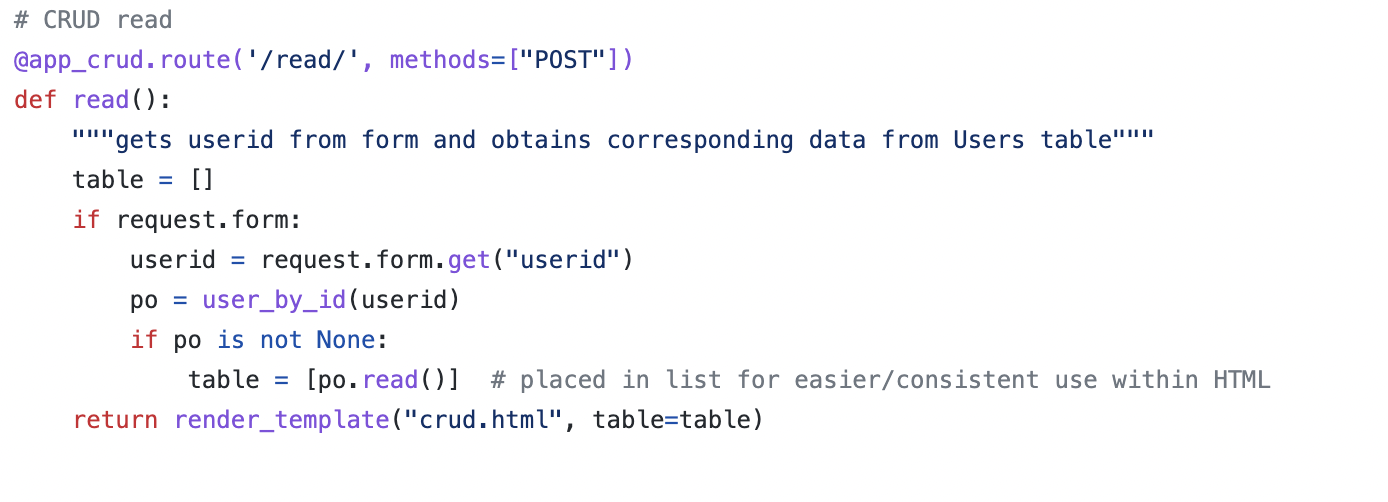 # CRUD read
@app_crud.route('/read/', methods=["POST"])
def read():
    """gets userid from form and obtains corresponding data from Users table"""
    table = []
    if request.form:
        userid = request.form.get("userid")
        po = user_by_id(userid)
        if po is not None:
            table = [po.read()]  # placed in list for easier/consistent use within HTML
    return render_template("crud.html", table=table)